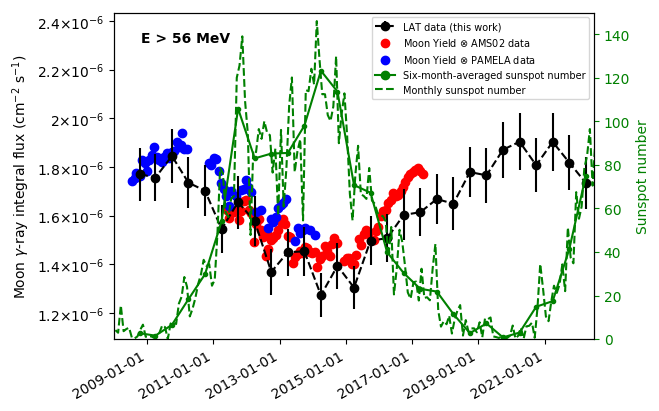 E > 56 MeV
LAT data (this work)
Moon Yield ⊗ AMS02 data
Moon Yield ⊗ PAMELA data
Six-month-averaged sunspot number
Monthly sunspot number
Moon γ-ray integral flux (cm⁻² s⁻¹)
2.4×10⁻⁶
2.2×10⁻⁶
2×10⁻⁶
1.8×10⁻⁶
1.6×10⁻⁶
1.4×10⁻⁶
1.2×10⁻⁶
140
120
100
80
60
40
20
0
Sunspot number
2009-01-01
2011-01-01
2013-01-01
2015-01-01
2017-01-01
2019-01-01
2021-01-01